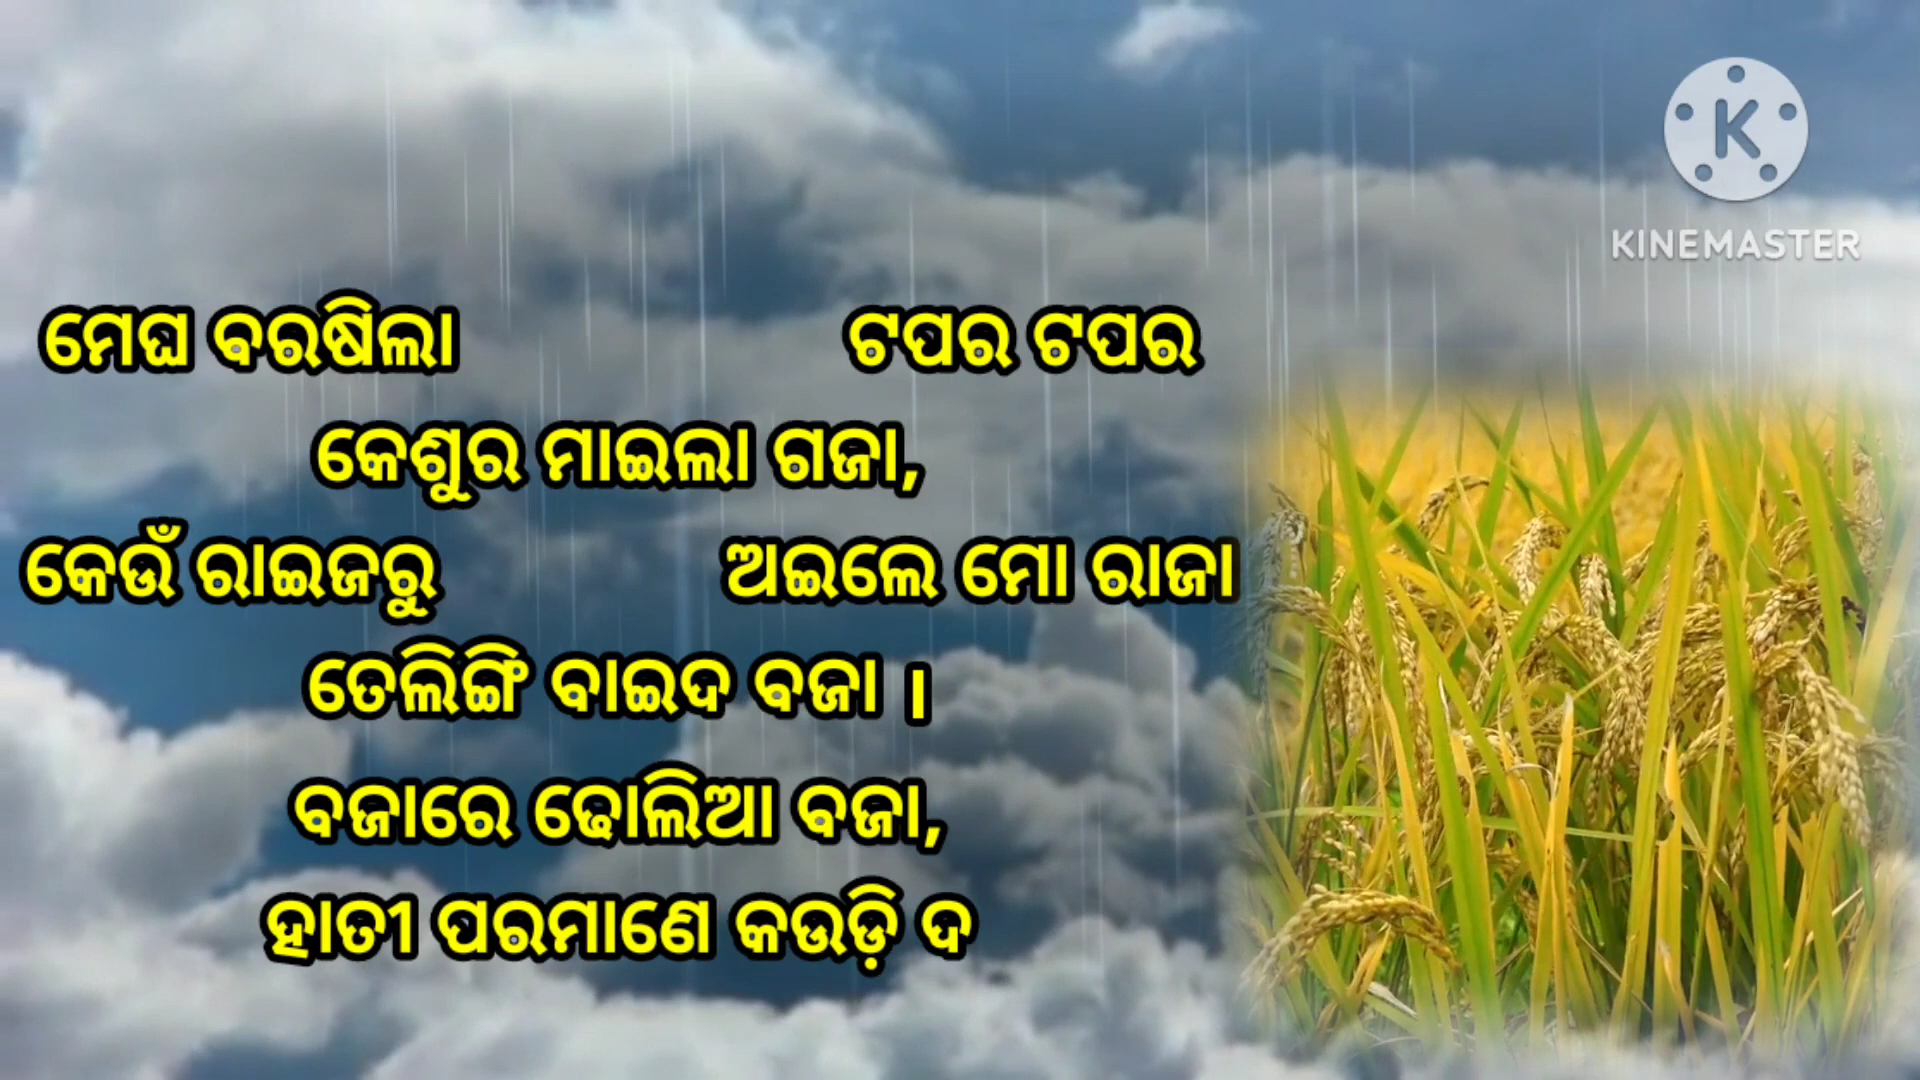 KINEMASTER
ମେଘ ବରଷିଲା ଟପର ଟପର
କେଶୁର ମାଇଲା ଗଜା,
କେଉଁ ରାଇଜରୁ ଅଇଲେ ମୋ ରାଜା
ତେଲିଙ୍ଗି ବାଇଦ ବଜା ।
ବଜାରେ ଢୋଲିଆ ବଜା,
ହାତୀ ପରମାଣେ କଉଡ଼ି ଦ